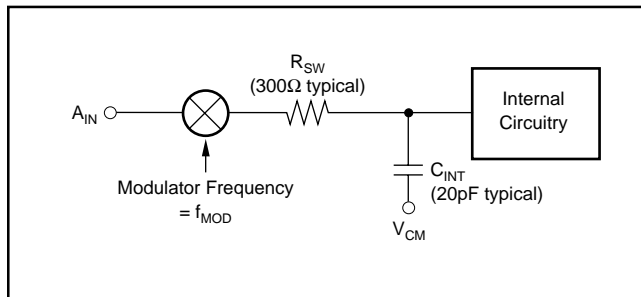 R_SW
(300Ω typical)
A_IN
Internal
Circuitry
Modulator Frequency
= f_MOD
C_INT
(20pF typical)
V_CM